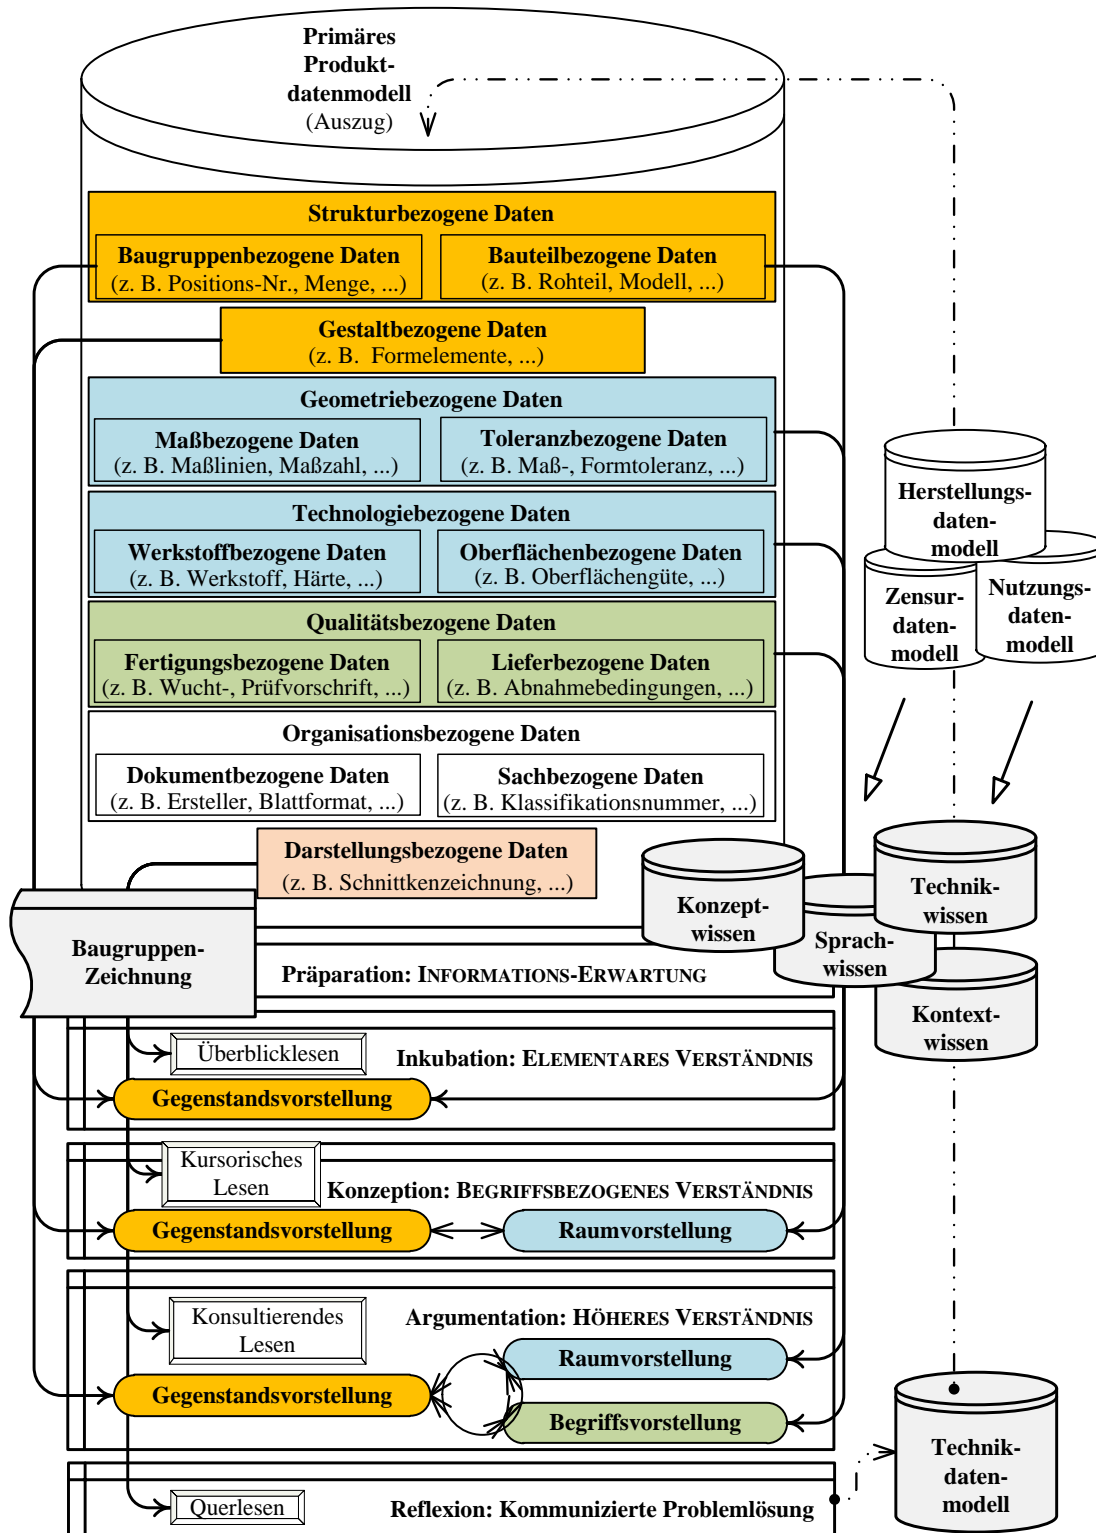 Primäres
Produkt-
datenmodell
(Auszug)
Strukturbezogene Daten
Baugruppenbezogene Daten
(z. B. Positions-Nr., Menge, ...)
Bauteilbezogene Daten
(z. B. Rohteil, Modell, ...)
Gestaltbezogene Daten
(z. B. Formelemente, ...)
Geometriebezogene Daten
Maßbezogene Daten
(z. B. Maßlinien, Maßzahl, ...)
Toleranzbezogene Daten
(z. B. Maß-, Formtoleranz, ...)
Technologiebezogene Daten
Werkstoffbezogene Daten
(z. B. Werkstoff, Härte, ...)
Oberflächenbezogene Daten
(z. B. Oberflächengüte, ...)
Qualitätsbezogene Daten
Fertigungsbezogene Daten
(z. B. Wucht-, Prüfvorschrift, ...)
Lieferbezogene Daten
(z. B. Abnahmebedingungen, ...)
Organisationsbezogene Daten
Dokumentbezogene Daten
(z. B. Ersteller, Blattformat, ...)
Sachbezogene Daten
(z. B. Klassifikationsnummer, ...)
Darstellungsbezogene Daten
(z. B. Schnittkenzeichnung, ...)
Herstellungs-
daten-
modell
Zensur-
daten-
modell
Nutzungs-
daten-
modell
Konzept-
wissen
Sprach-
wissen
Technik-
wissen
Kontext-
wissen
Baugruppen-
Zeichnung
Präparation: INFORMATIONS-ERWARTUNG
Überblicklesen
Inkubation: ELEMENTARES VERSTÄNDNIS
Gegenstandsvorstellung
Kursorisches
Lesen
Konzeption: BEGRIFFSBEZOGENES VERSTÄNDNIS
Gegenstandsvorstellung
Raumvorstellung
Konsultierendes
Lesen
Argumentation: HÖHERES VERSTÄNDNIS
Raumvorstellung
Gegenstandsvorstellung
Begriffsvorstellung
Technik-
daten-
modell
Querlesen
Reflexion: Kommunizierte Problemlösung